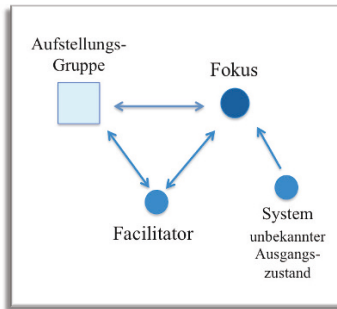 Aufstellungs-
Gruppe
Fokus
Facilitator
System
unbekannter
Ausgangs-
zustand